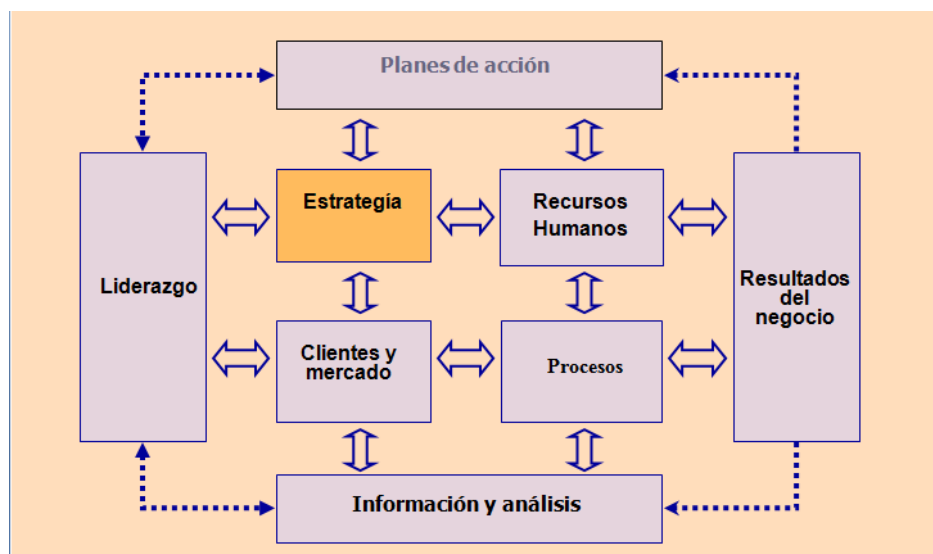 Planes de acción
Estrategía
Recursos
Humanos
Liderazgo
Resultados
del
negocio
Clientes y
mercado
Procesos
Información y análisis